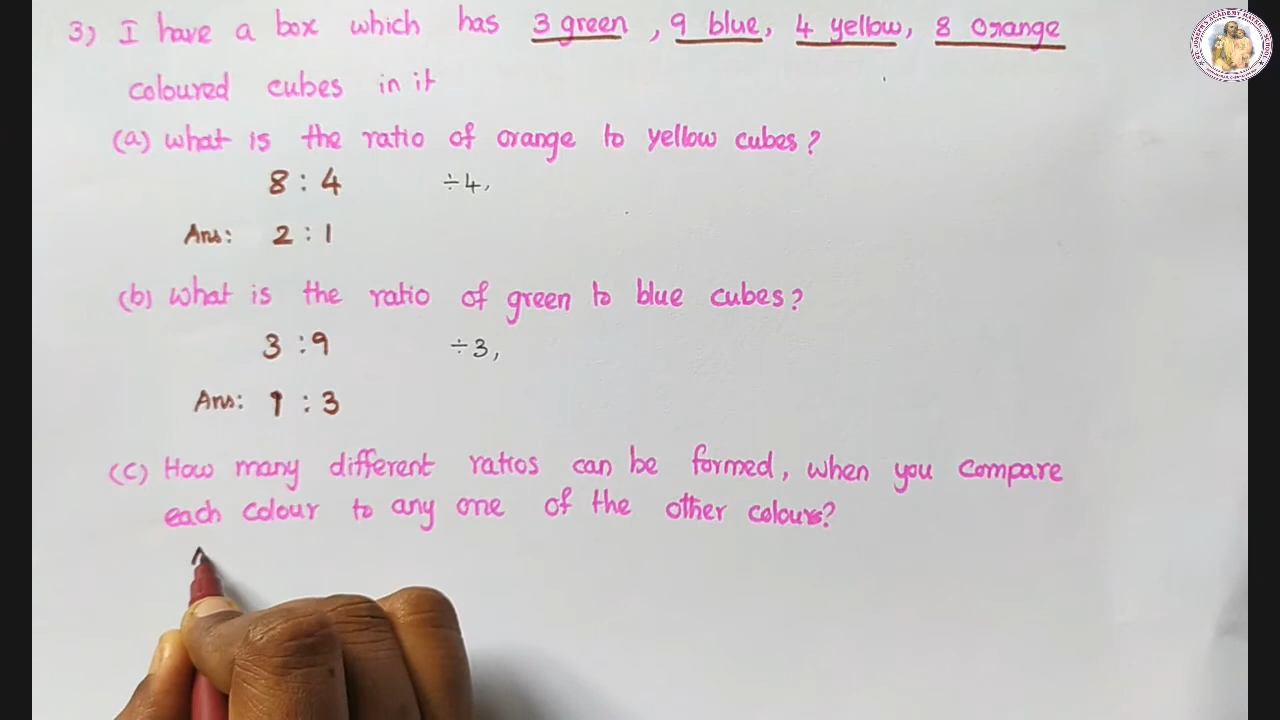 3) I have a box which has 3 green, 9 blue, 4 yellow, 8 orange
coloured cubes in it
(a) What is the ratio of orange to yellow cubes?
8 : 4 ÷4,
Ans: 2 : 1
(b) What is the ratio of green to blue cubes?
3 : 9 ÷3,
Ans: 1 : 3
(c) How many different ratios can be formed, when you compare
each colour to any one of the other colours?